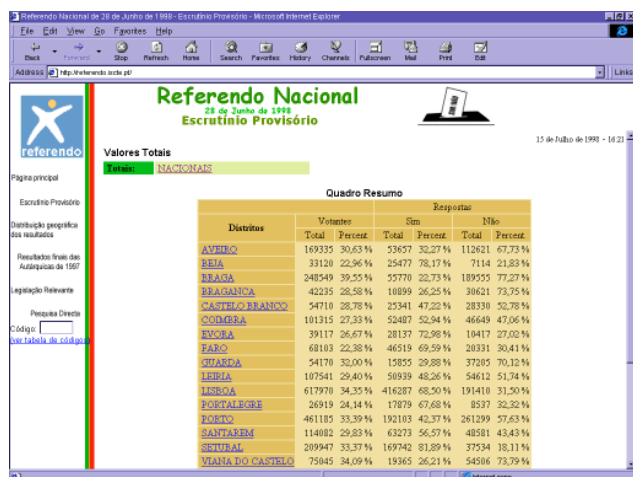 Referendo Nacional de 28 de Junho de 1998 - Escrutínio Provisório - Microsoft Internet Explorer
File Edit View Go Favorites Help
Back Forward Stop Refresh Home Search Favorites History Channels Fullscreen Mail Print Edit
Address http://referendo.iscte.pt/ Links
Referendo Nacional
28 de Junho de 1998
Escrutínio Provisório
SIM NÃO
15 de Julho de 1998 - 16:21
referendo
Página principal
Escrutínio Provisório
Distribuição geográfica
dos resultados
Resultados finais das
Autárquicas de 1997
Legislação Relevante
Pesquisa Directa
Código:
(ver tabela de códigos)
Valores Totais
Totais: NACIONAIS
Quadro Resumo
Respostas
Distritos Votantes Sim Não
Total Percent. Total Percent. Total Percent.
AVEIRO 169335 30,63 % 53657 32,27 % 112621 67,73 %
BEJA 33120 22,96 % 25477 78,17 % 7114 21,83 %
BRAGA 248549 39,55 % 55770 22,73 % 189555 77,27 %
BRAGANCA 42235 28,58 % 10899 26,25 % 30621 73,75 %
CASTELO BRANCO 54710 28,78 % 25341 47,22 % 28330 52,78 %
COIMBRA 101315 27,33 % 52487 52,94 % 46649 47,06 %
EVORA 39117 26,67 % 28137 72,98 % 10417 27,02 %
FARO 68103 22,38 % 46519 69,59 % 20331 30,41 %
GUARDA 54170 32,00 % 15855 29,88 % 37205 70,12 %
LEIRIA 107541 29,40 % 50939 48,26 % 54612 51,74 %
LISBOA 617970 34,35 % 416287 68,50 % 191410 31,50 %
PORTALEGRE 26919 24,14 % 17879 67,68 % 8537 32,32 %
PORTO 461185 33,39 % 192103 42,37 % 261299 57,63 %
SANTAREM 114082 29,83 % 63273 56,57 % 48581 43,43 %
SETUBAL 209947 33,37 % 169742 81,89 % 37534 18,11 %
VIANA DO CASTELO 75045 34,09 % 19365 26,21 % 54506 73,79 %